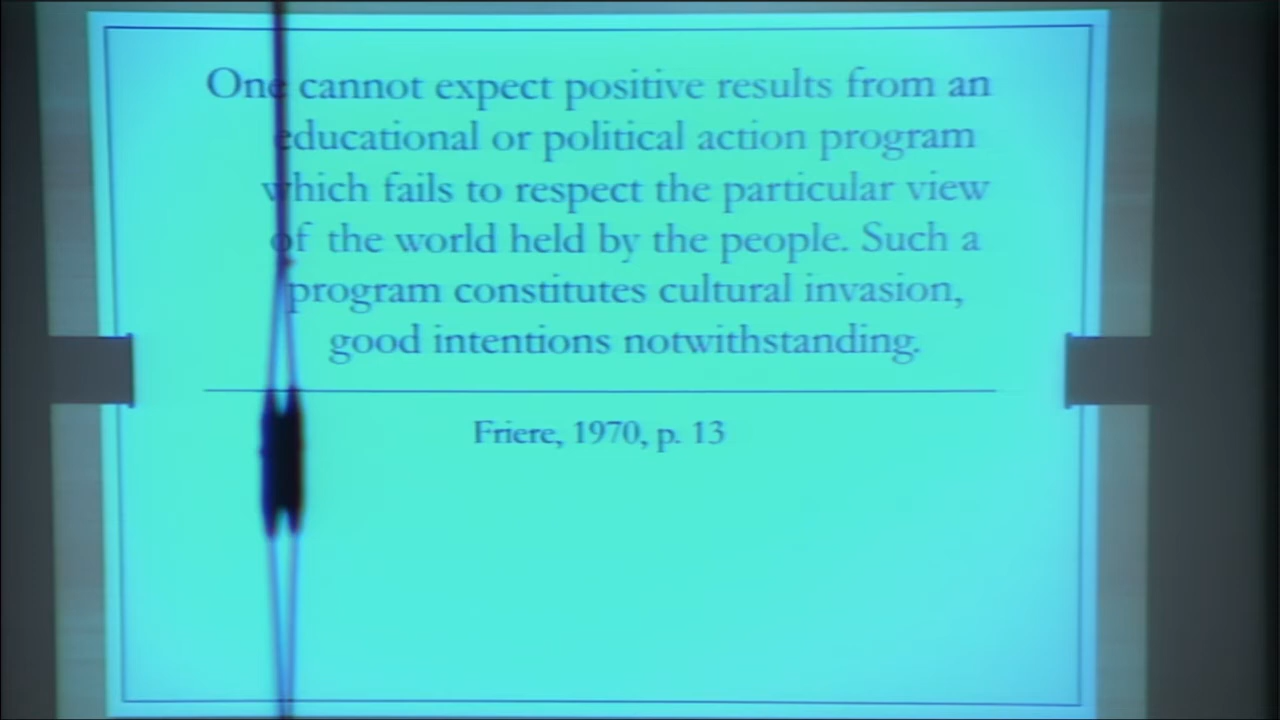 One cannot expect positive results from an
educational or political action program
which fails to respect the particular view
of the world held by the people. Such a
program constitutes cultural invasion,
good intentions notwithstanding.
Friere, 1970, p. 13